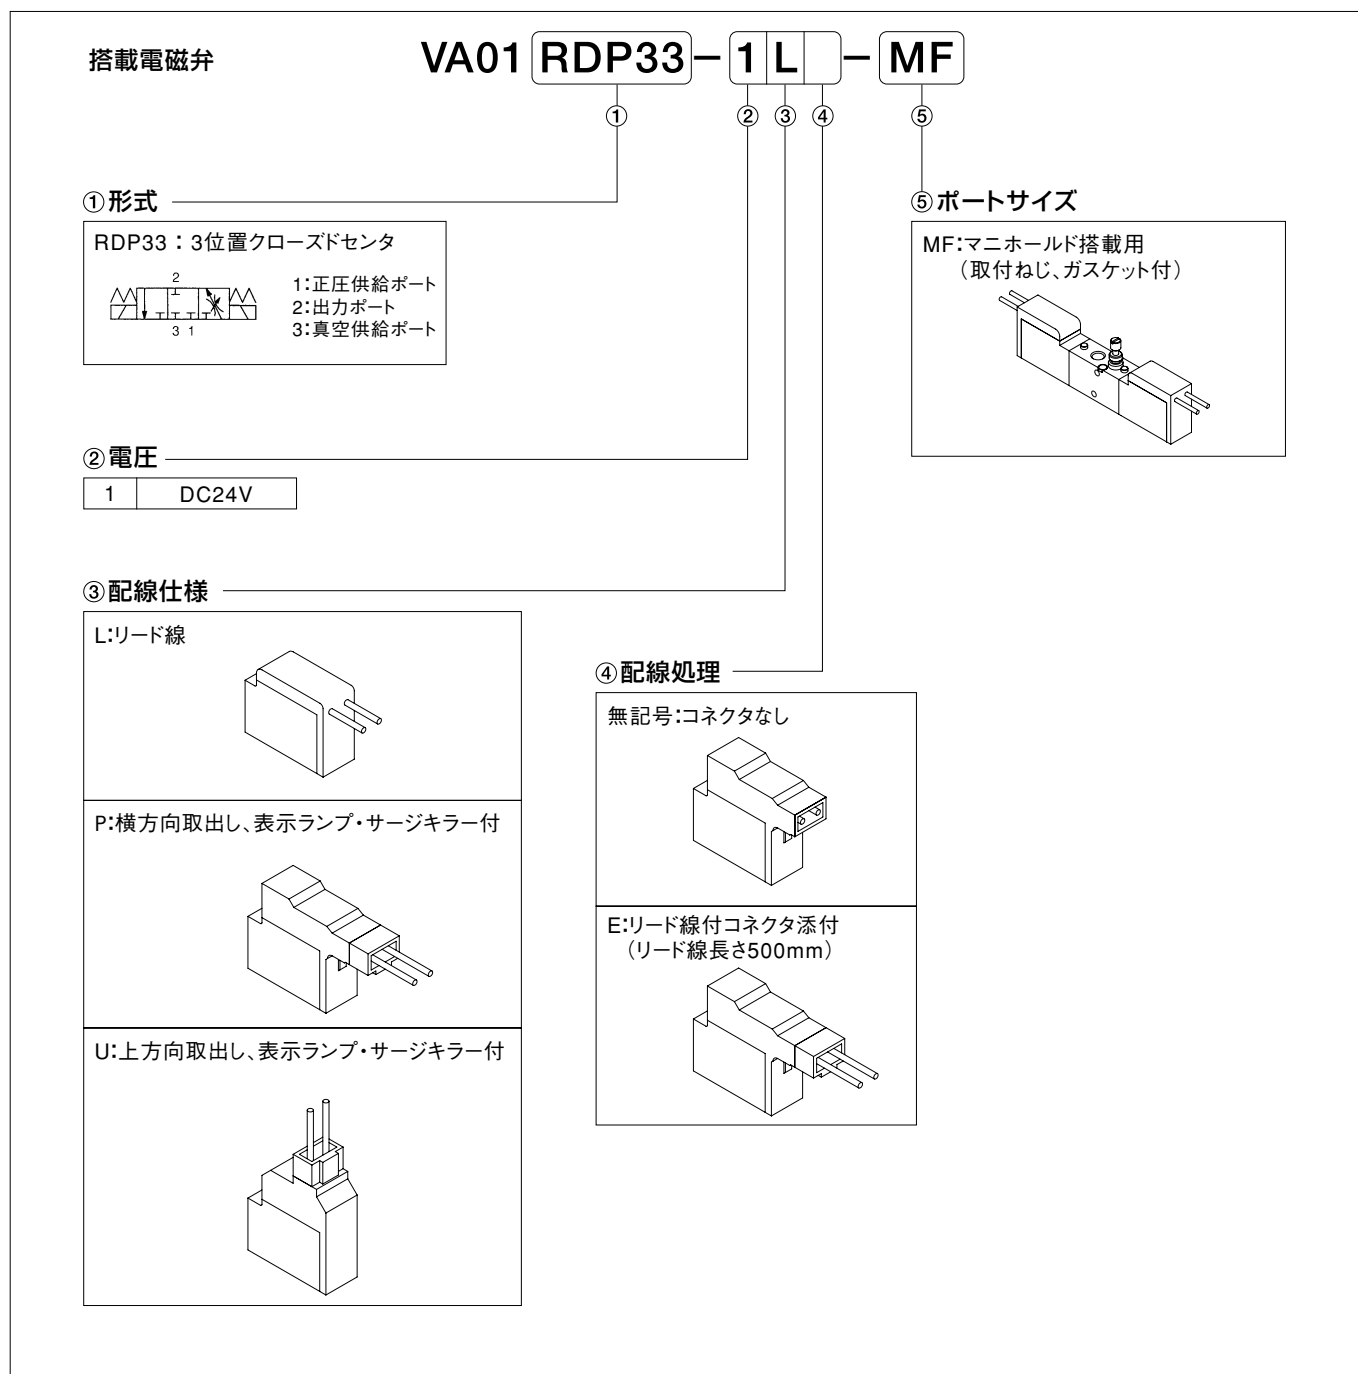 搭載電磁弁
VA01 RDP33－1 L －MF
① ② ③ ④ ⑤
①形式
RDP33：3位置クローズドセンタ
2
3 1
1:正圧供給ポート
2:出力ポート
3:真空供給ポート
⑤ポートサイズ
MF:マニホールド搭載用
（取付ねじ、ガスケット付）
②電圧
1 DC24V
③配線仕様
L:リード線
P:横方向取出し、表示ランプ・サージキラー付
U:上方向取出し、表示ランプ・サージキラー付
④配線処理
無記号:コネクタなし
E:リード線付コネクタ添付
（リード線長さ500mm）